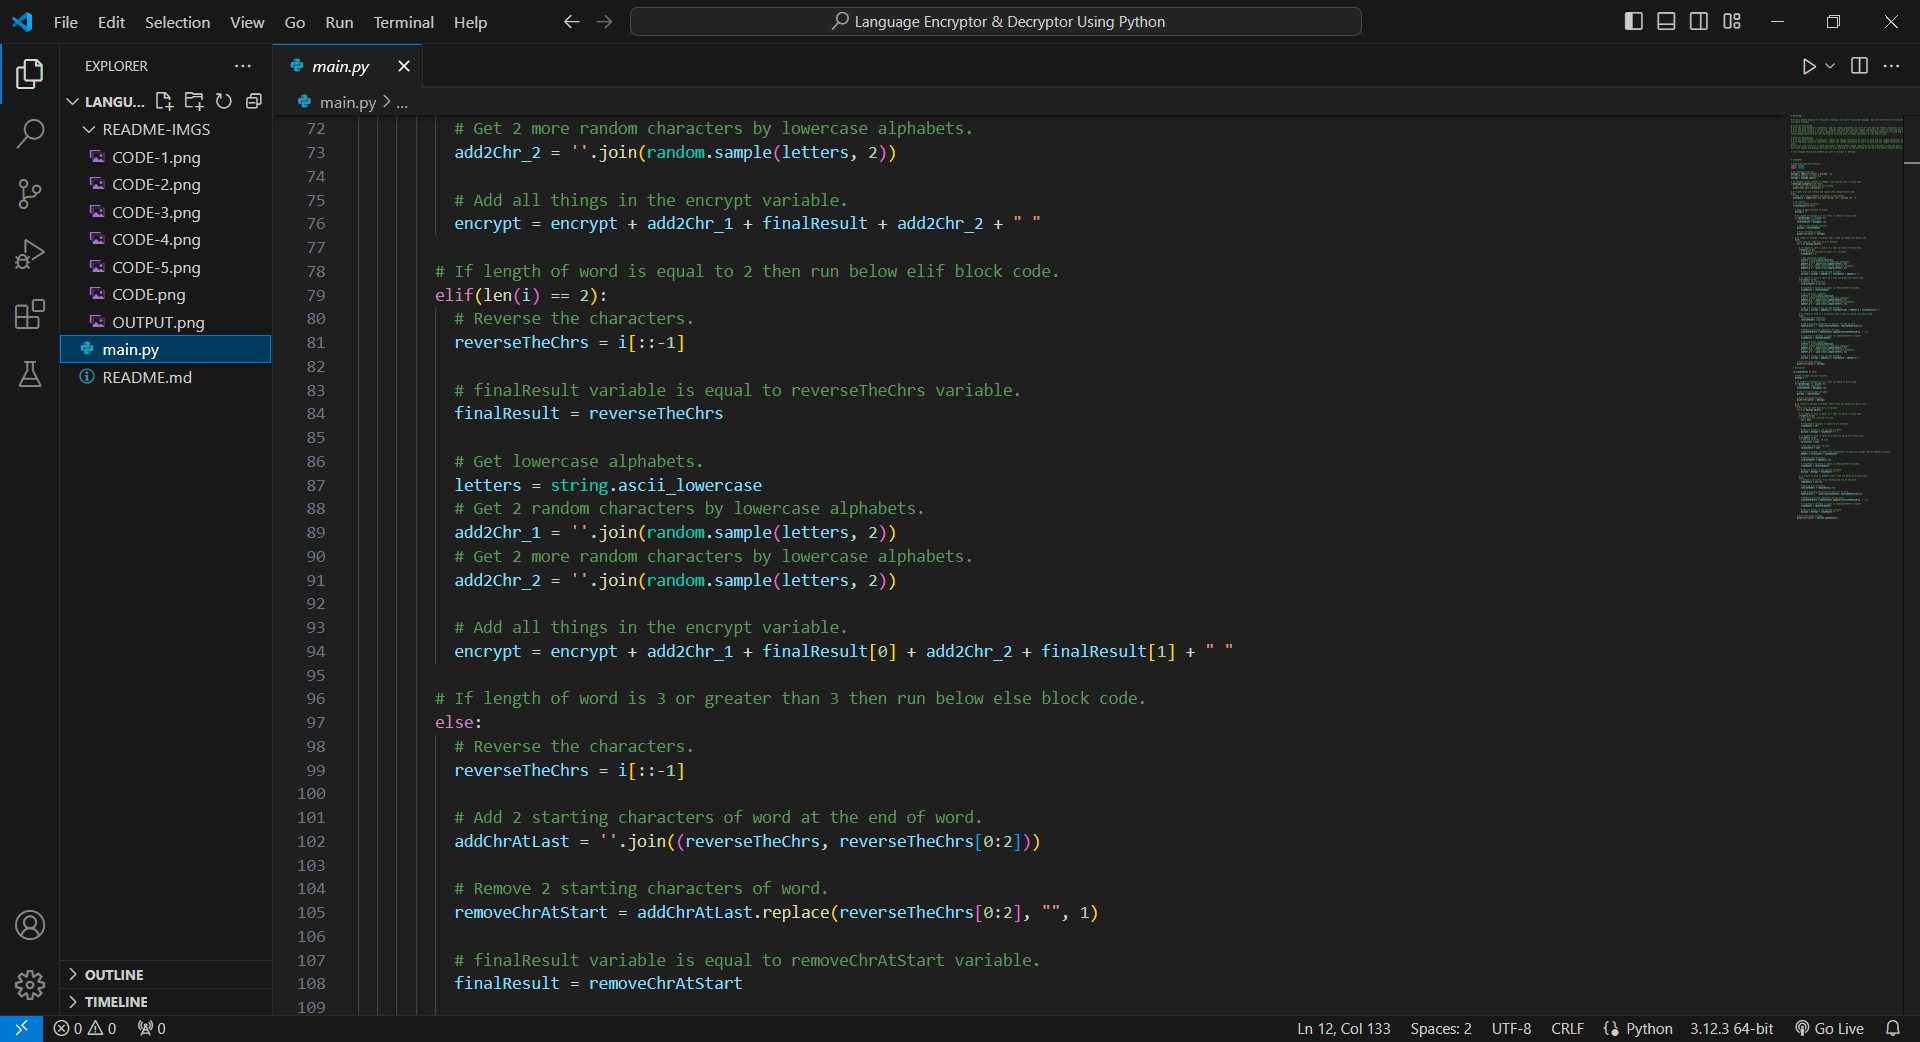 File Edit Selection View Go Run Terminal Help
Language Encryptor & Decryptor Using Python
EXPLORER
main.py
LANGU...
main.py > ...
README-IMGS
CODE-1.png
CODE-2.png
CODE-3.png
CODE-4.png
CODE-5.png
CODE.png
OUTPUT.png
main.py
README.md
OUTLINE
TIMELINE
72 # Get 2 more random characters by lowercase alphabets.
73 add2Chr_2 = ''.join(random.sample(letters, 2))
74
75 # Add all things in the encrypt variable.
76 encrypt = encrypt + add2Chr_1 + finalResult + add2Chr_2 + " "
77
78 # If length of word is equal to 2 then run below elif block code.
79 elif(len(i) == 2):
80 # Reverse the characters.
81 reverseTheChrs = i[::-1]
82
83 # finalResult variable is equal to reverseTheChrs variable.
84 finalResult = reverseTheChrs
85
86 # Get lowercase alphabets.
87 letters = string.ascii_lowercase
88 # Get 2 random characters by lowercase alphabets.
89 add2Chr_1 = ''.join(random.sample(letters, 2))
90 # Get 2 more random characters by lowercase alphabets.
91 add2Chr_2 = ''.join(random.sample(letters, 2))
92
93 # Add all things in the encrypt variable.
94 encrypt = encrypt + add2Chr_1 + finalResult[0] + add2Chr_2 + finalResult[1] + " "
95
96 # If length of word is 3 or greater than 3 then run below else block code.
97 else:
98 # Reverse the characters.
99 reverseTheChrs = i[::-1]
100
101 # Add 2 starting characters of word at the end of word.
102 addChrAtLast = ''.join((reverseTheChrs, reverseTheChrs[0:2]))
103
104 # Remove 2 starting characters of word.
105 removeChrAtStart = addChrAtLast.replace(reverseTheChrs[0:2], "", 1)
106
107 # finalResult variable is equal to removeChrAtStart variable.
108 finalResult = removeChrAtStart
109
0 0 0 Ln 12, Col 133 Spaces: 2 UTF-8 CRLF Python 3.12.3 64-bit Go Live